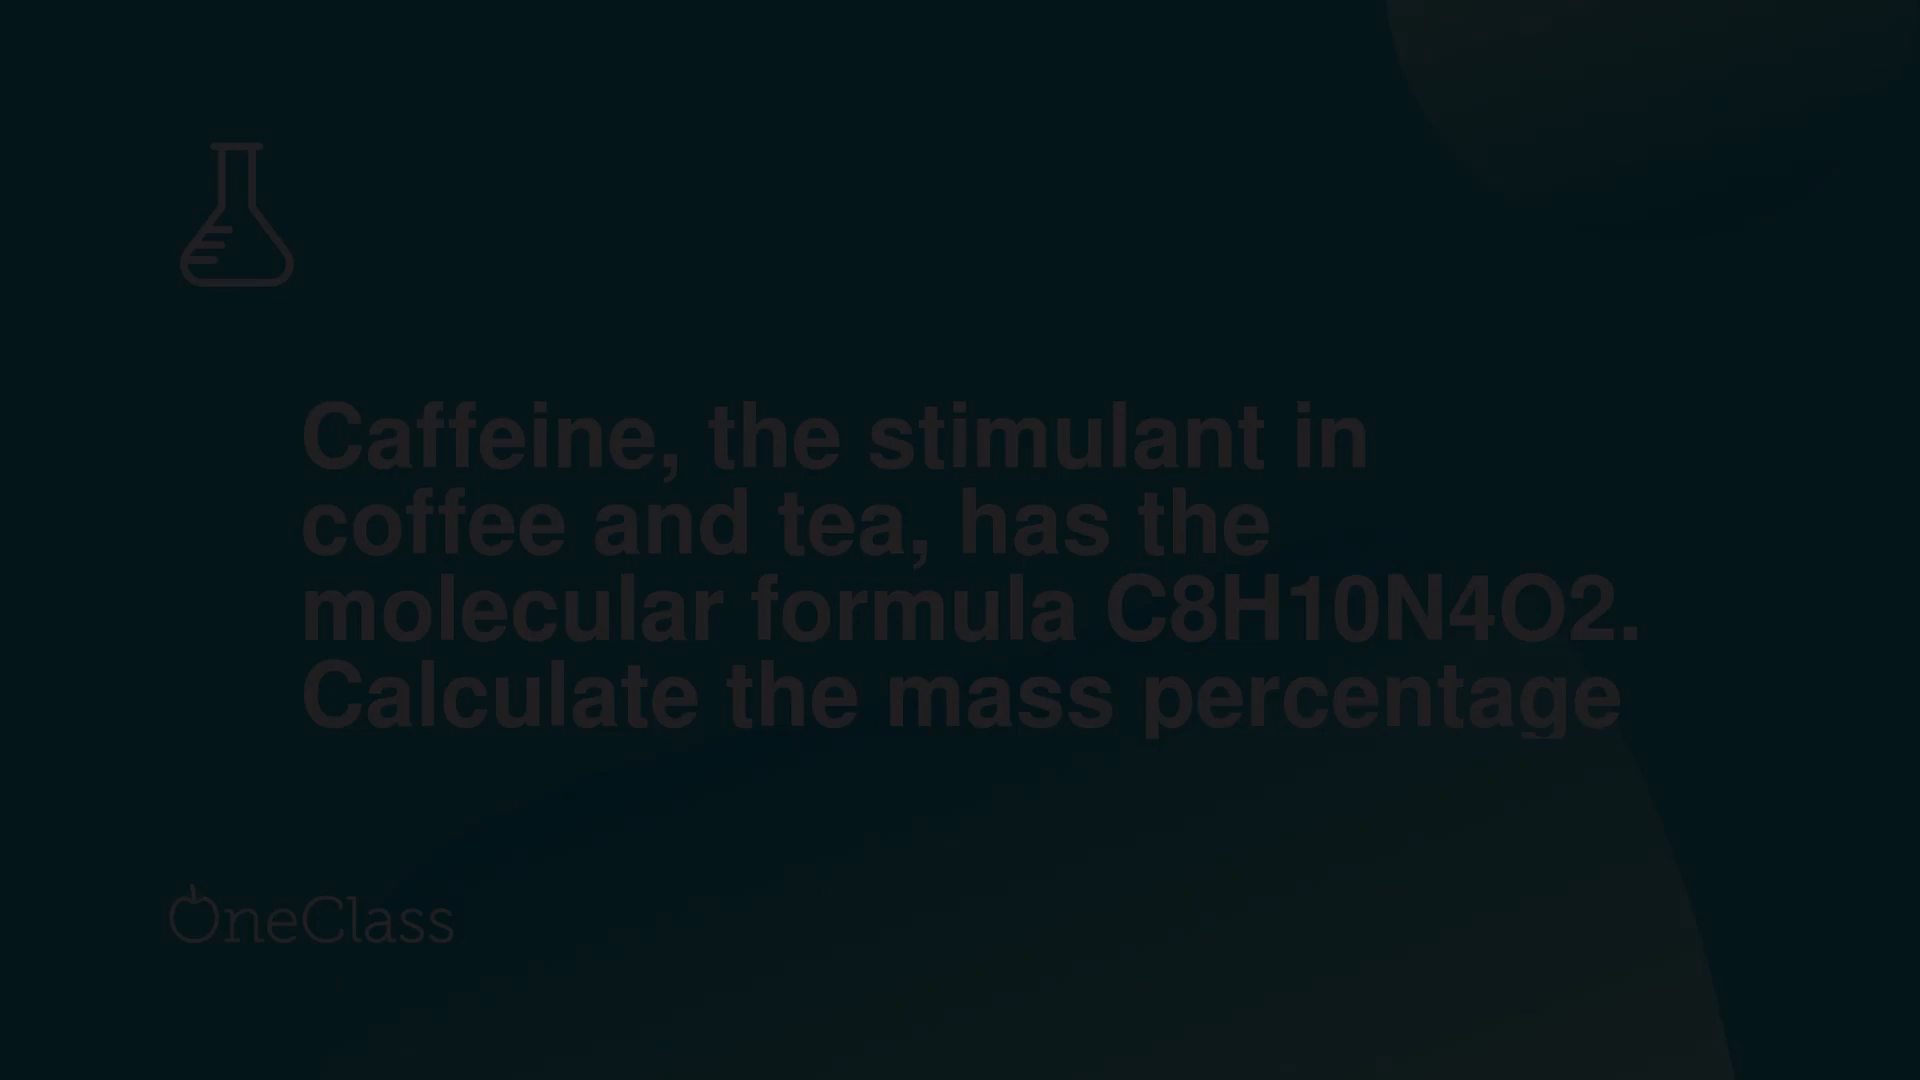 Caffeine, the stimulant in
coffee and tea, has the
molecular formula C8H10N4O2.
Calculate the mass percentage
OneClass